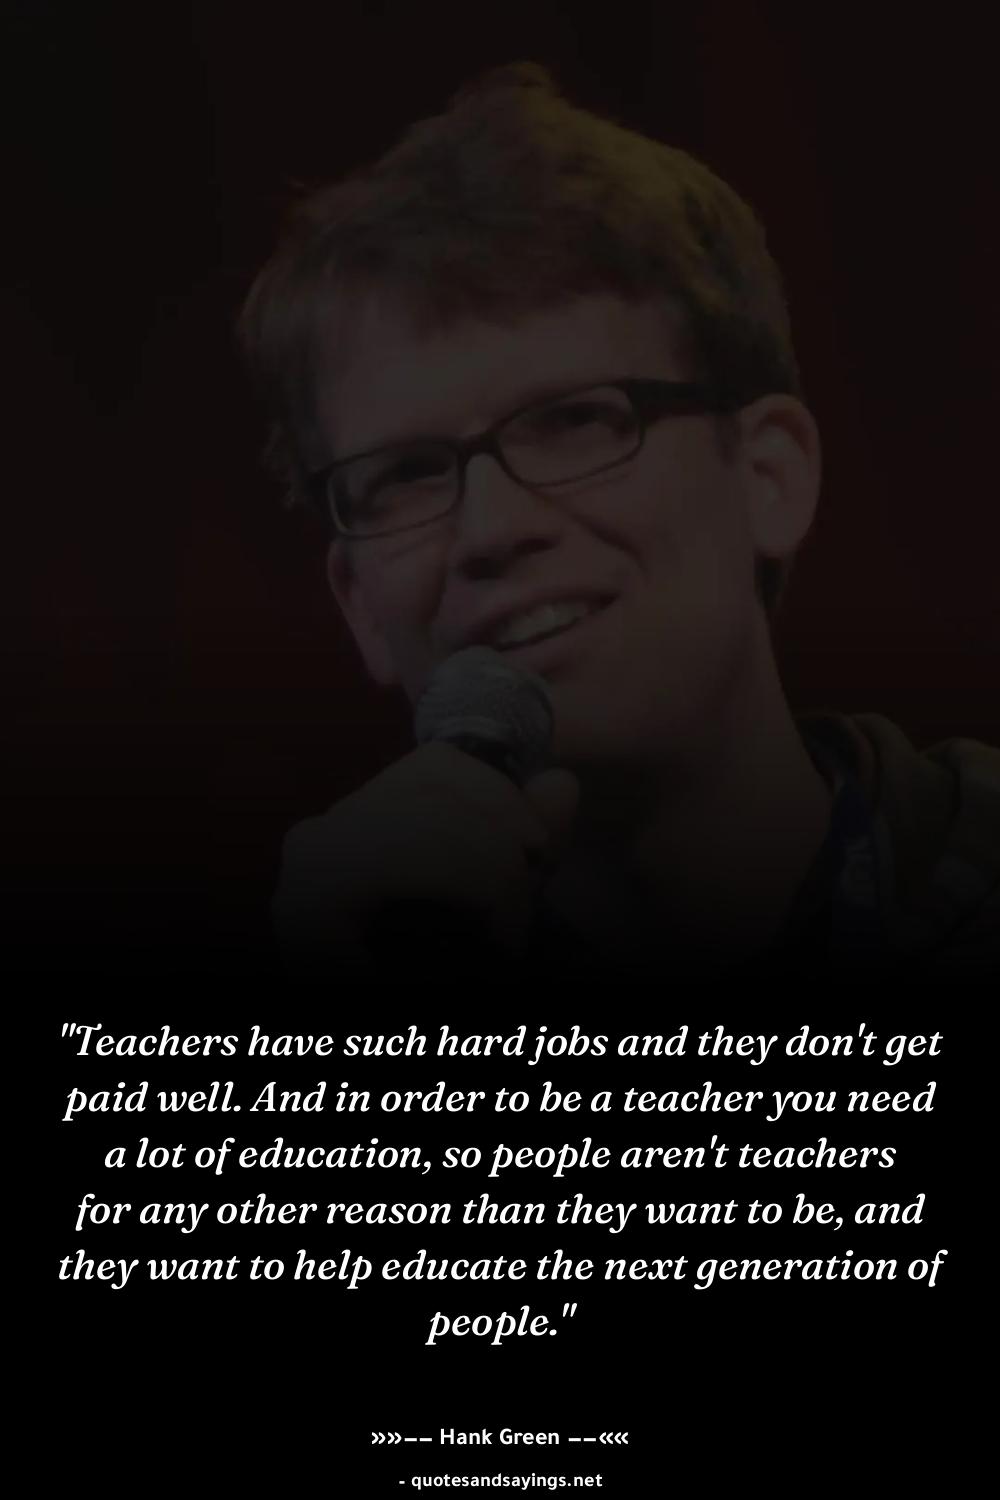 "Teachers have such hard jobs and they don't get
paid well. And in order to be a teacher you need
a lot of education, so people aren't teachers
for any other reason than they want to be, and
they want to help educate the next generation of
people."
»»—— Hank Green ——««
- quotesandsayings.net